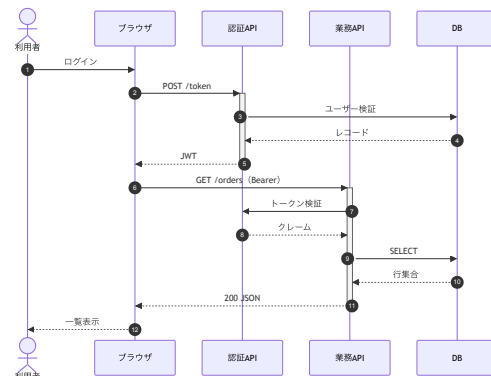 利用者
ブラウザ
認証API
業務API
DB
1 ログイン
2 POST /token
3 ユーザー検証
4 レコード
5 JWT
6 GET /orders（Bearer）
7 トークン検証
8 クレーム
9 SELECT
10 行集合
11 200 JSON
12 一覧表示
利用者
ブラウザ
認証API
業務API
DB